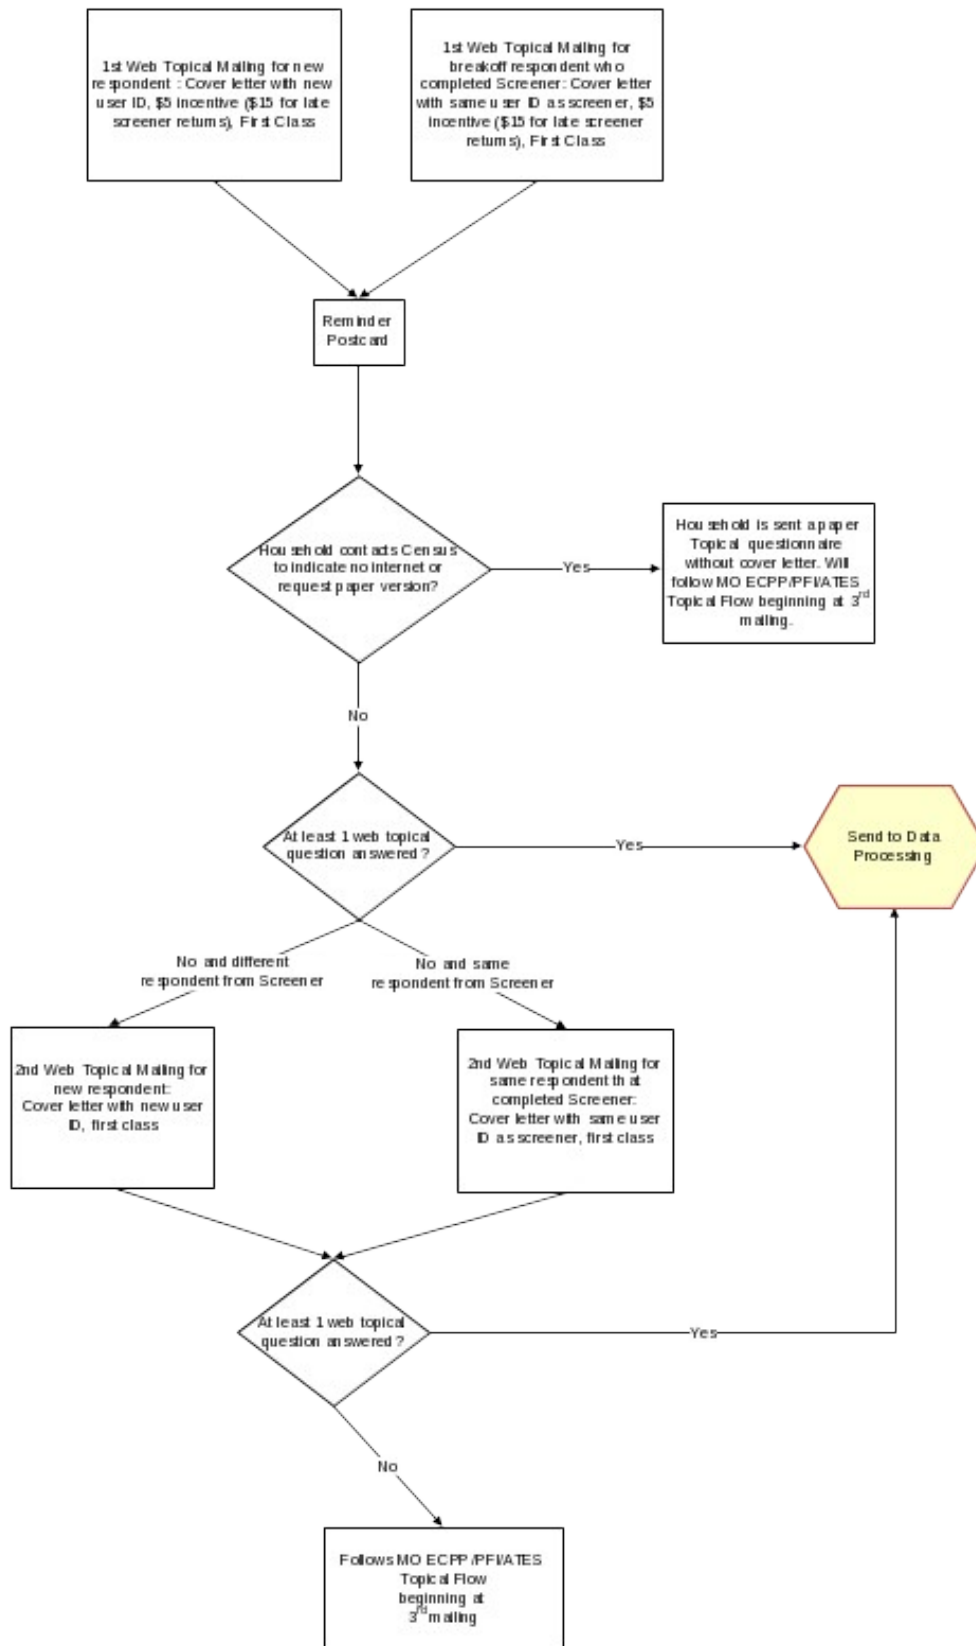 1st Web Topical Mailing for new
respondent : Cover letter with new
user ID, $5 incentive ($15 for late
screener returns), First Class
1st Web Topical Mailing for
breakoff respondent who
completed Screener: Cover letter
with same user ID as screener, $5
incentive ($15 for late screener
returns), First Class
Reminder
Postcard
Household contacts Census
to indicate no internet or
request paper version?
Yes
Household is sent a paper
Topical questionnaire
without cover letter. Will
follow MO ECPP/PFI/ATES
Topical Flow beginning at 3rd
mailing.
No
At least 1 web topical
question answered ?
Yes
Send to Data
Processing
No and different
respondent from Screener
No and same
respondent from Screener
2nd Web Topical Mailing for
new respondent:
Cover letter with new user
ID, first class
2nd Web Topical Mailing for
same respondent that
completed Screener:
Cover letter with same user
ID as screener, first class
At least 1 web topical
question answered ?
Yes
No
Follows MO ECPP/PFI/ATES
Topical Flow
beginning at
3rd mailing